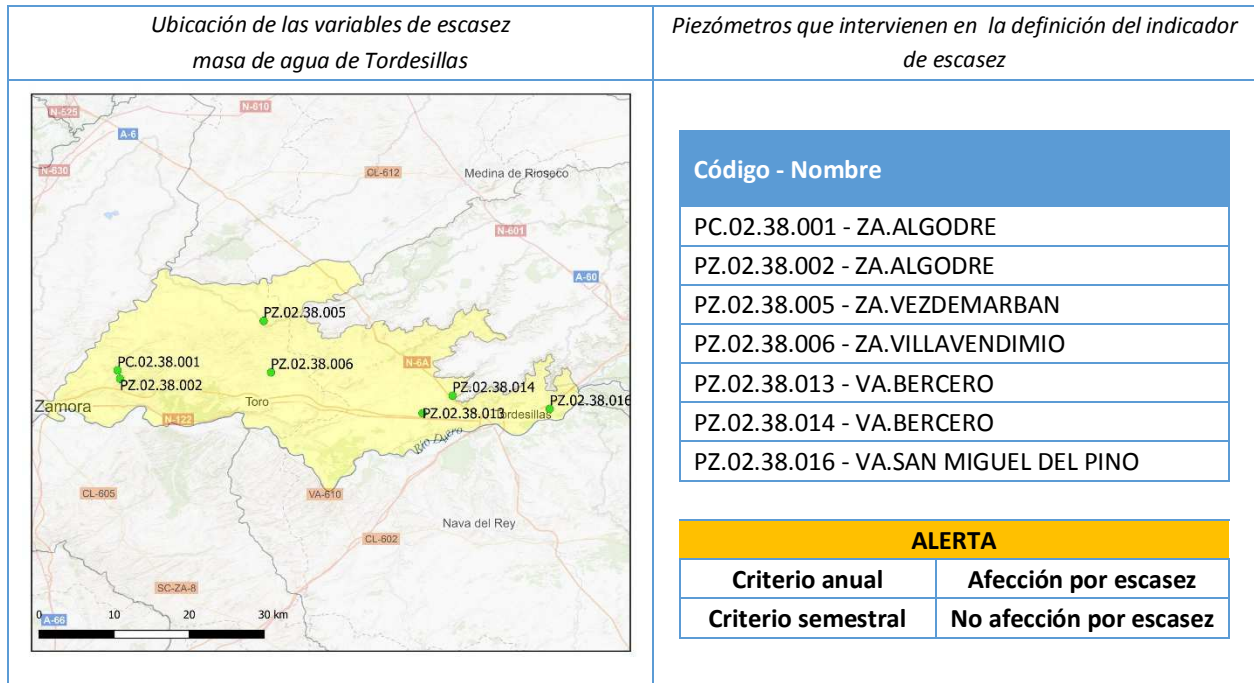 Ubicación de las variables de escasez
masa de agua de Tordesillas
Piezómetros que intervienen en la definición del indicador
de escasez
N-525
N-610
A-6
N-630
CL-612
Medina de Rioseco
N-601
A-60
PZ.02.38.005
PC.02.38.001
PZ.02.38.002
PZ.02.38.006
N-6A
PZ.02.38.014
PZ.02.38.016
PZ.02.38.013
Tordesillas
Zamora
Toro
N-122
Río Duero
CL-605
VA-610
Nava del Rey
CL-602
SC-ZA-8
A-66
0 10 20 30 km
Código - Nombre
PC.02.38.001 - ZA.ALGODRE
PZ.02.38.002 - ZA.ALGODRE
PZ.02.38.005 - ZA.VEZDEMARBAN
PZ.02.38.006 - ZA.VILLAVENDIMIO
PZ.02.38.013 - VA.BERCERO
PZ.02.38.014 - VA.BERCERO
PZ.02.38.016 - VA.SAN MIGUEL DEL PINO
ALERTA
Criterio anual Afección por escasez
Criterio semestral No afección por escasez